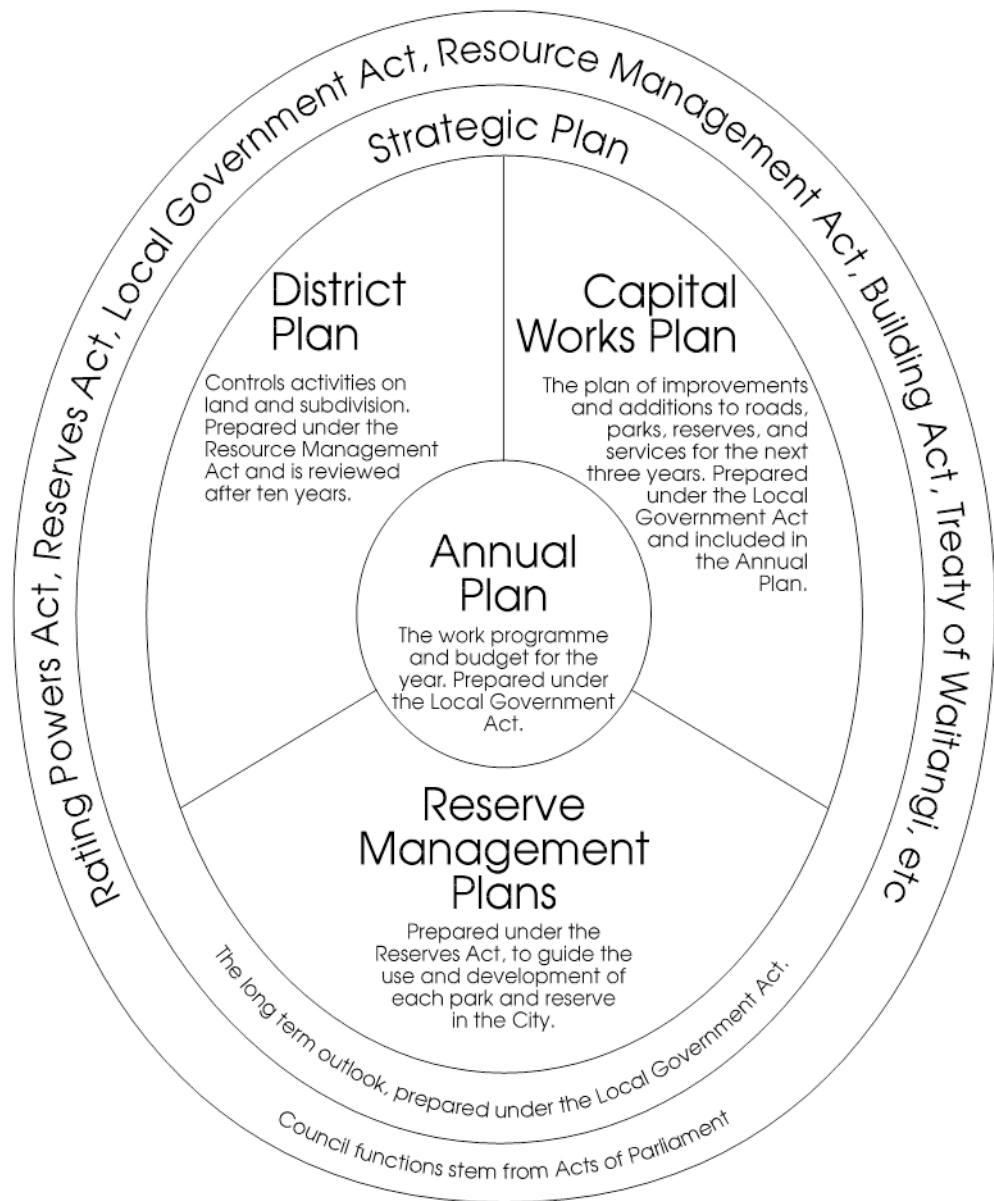 Rating Powers Act, Reserves Act, Local Government Act, Resource Management Act, Building Act, Treaty of Waitangi, etc
Strategic Plan
District
Plan
Controls activities on
land and subdivision.
Prepared under the
Resource Management
Act and is reviewed
after ten years.
Capital
Works Plan
The plan of improvements
and additions to roads,
parks, reserves, and
services for the next
three years. Prepared
under the Local
Government Act
and included in
the Annual
Plan.
Annual
Plan
The work programme
and budget for the
year. Prepared under
the Local Government
Act.
Reserve
Management
Plans
Prepared under the
Reserves Act, to guide the
use and development of
each park and reserve
in the City.
The long term outlook, prepared under the Local Government Act.
Council functions stem from Acts of Parliament